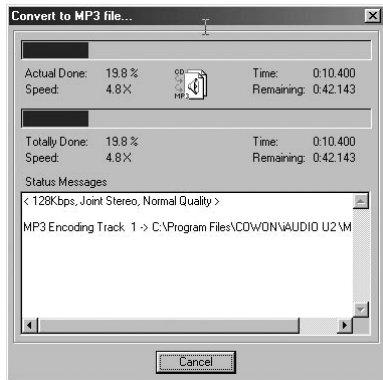 Convert to MP3 file...
Actual Done: 19.8 % Time: 0:10.400
Speed: 4.8X Remaining: 0:42.143
CD
MP3
Totally Done: 19.8 % Time: 0:10.400
Speed: 4.8X Remaining: 0:42.143
Status Messages
< 128Kbps, Joint Stereo, Normal Quality >
MP3 Encoding Track 1 -> C:\Program Files\COWON\iAUDIO U2\M
Cancel